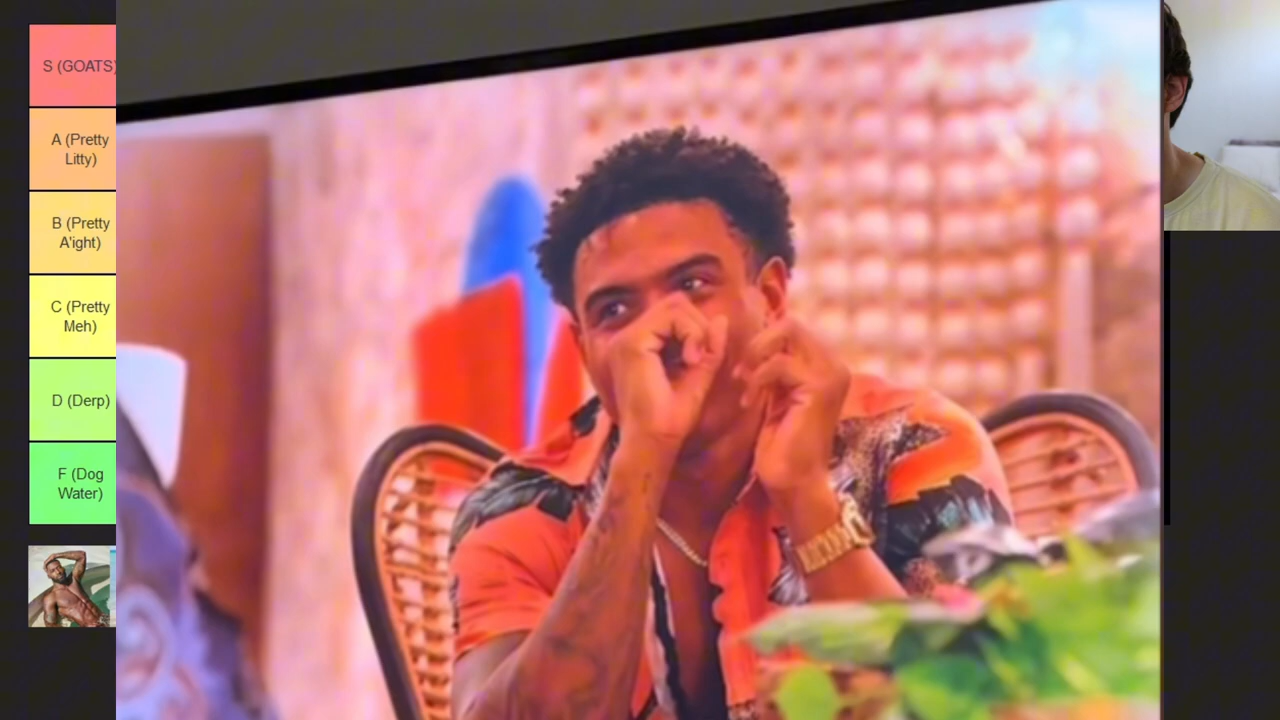 S (GOATS)
A (Pretty
Litty)
B (Pretty
A'ight)
C (Pretty
Meh)
D (Derp)
F (Dog
Water)